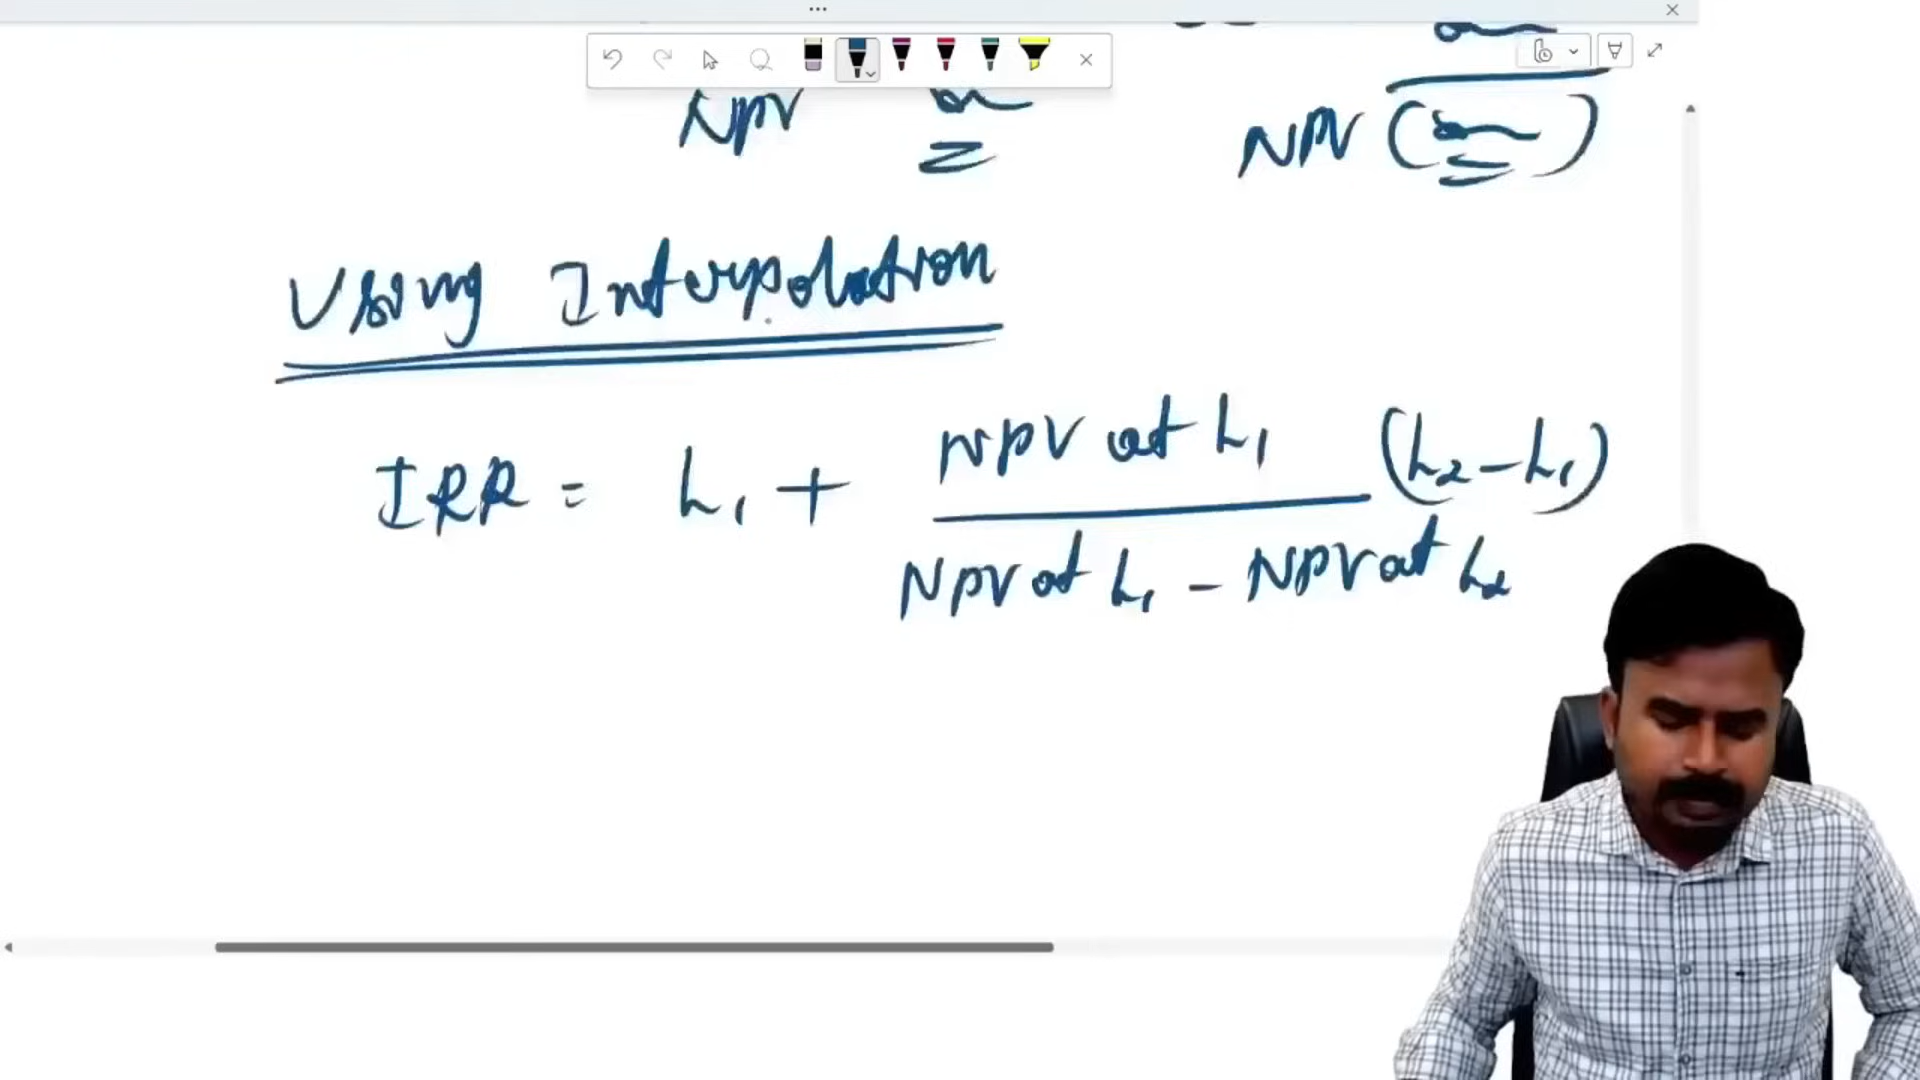 NPV NPV ( )
Using Interpolation
IRR = L₁ + NPV at L₁ (L₂ - L₁)
NPV at L₁ - NPV at L₂